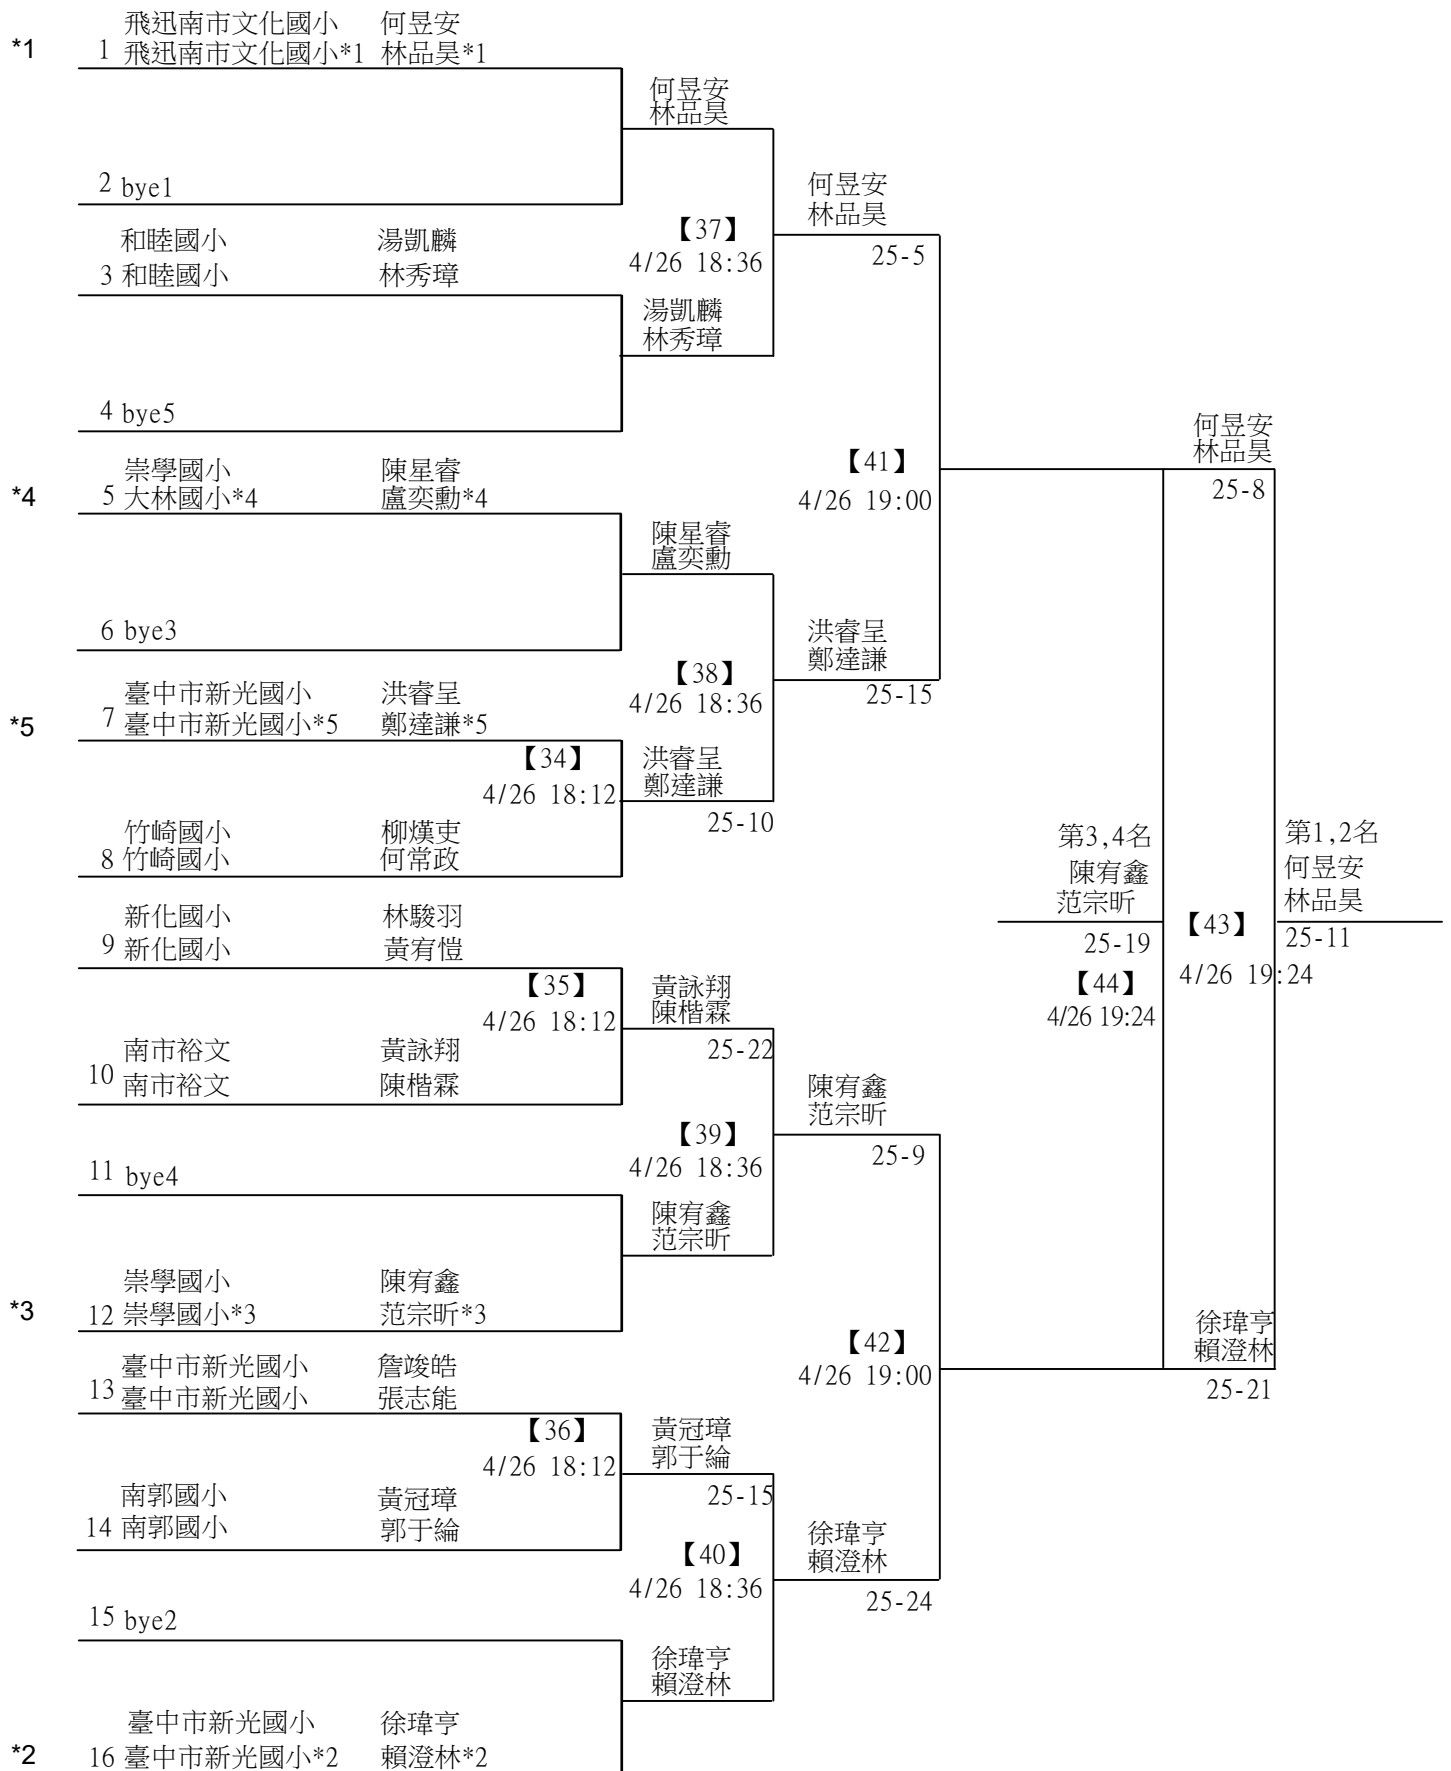 飛迅南市文化國小 何昱安
*1 1 飛迅南市文化國小*1 林品昊*1
何昱安
林品昊
2 bye1
何昱安
林品昊
【37】
4/26 18:36
25-5
和睦國小 湯凱麟
3 和睦國小 林秀璋
湯凱麟
林秀璋
4 bye5
何昱安
林品昊
25-8
【41】
4/26 19:00
崇學國小 陳星睿
*4 5 大林國小*4 盧奕勳*4
陳星睿
盧奕勳
6 bye3
洪睿呈
鄭達謙
25-15
【38】
4/26 18:36
臺中市新光國小 洪睿呈
*5 7 臺中市新光國小*5 鄭達謙*5
【34】
4/26 18:12
洪睿呈
鄭達謙
25-10
竹崎國小 柳熯吏
8 竹崎國小 何常政
第3,4名
陳宥鑫
范宗昕
25-19
【44】
4/26 19:24
【43】
4/26 19:24
第1,2名
何昱安
林品昊
25-11
新化國小 林駿羽
9 新化國小 黃宥愷
【35】
4/26 18:12
黃詠翔
陳楷霖
25-22
南市裕文 黃詠翔
10 南市裕文 陳楷霖
陳宥鑫
范宗昕
25-9
【39】
4/26 18:36
11 bye4
陳宥鑫
范宗昕
崇學國小 陳宥鑫
*3 12 崇學國小*3 范宗昕*3
【42】
4/26 19:00
徐瑋亨
賴澄林
25-21
臺中市新光國小 詹竣皓
13 臺中市新光國小 張志能
【36】
4/26 18:12
黃冠璋
郭于綸
25-15
南郭國小 黃冠璋
14 南郭國小 郭于綸
徐瑋亨
賴澄林
25-24
【40】
4/26 18:36
15 bye2
徐瑋亨
賴澄林
臺中市新光國小 徐瑋亨
*2 16 臺中市新光國小*2 賴澄林*2